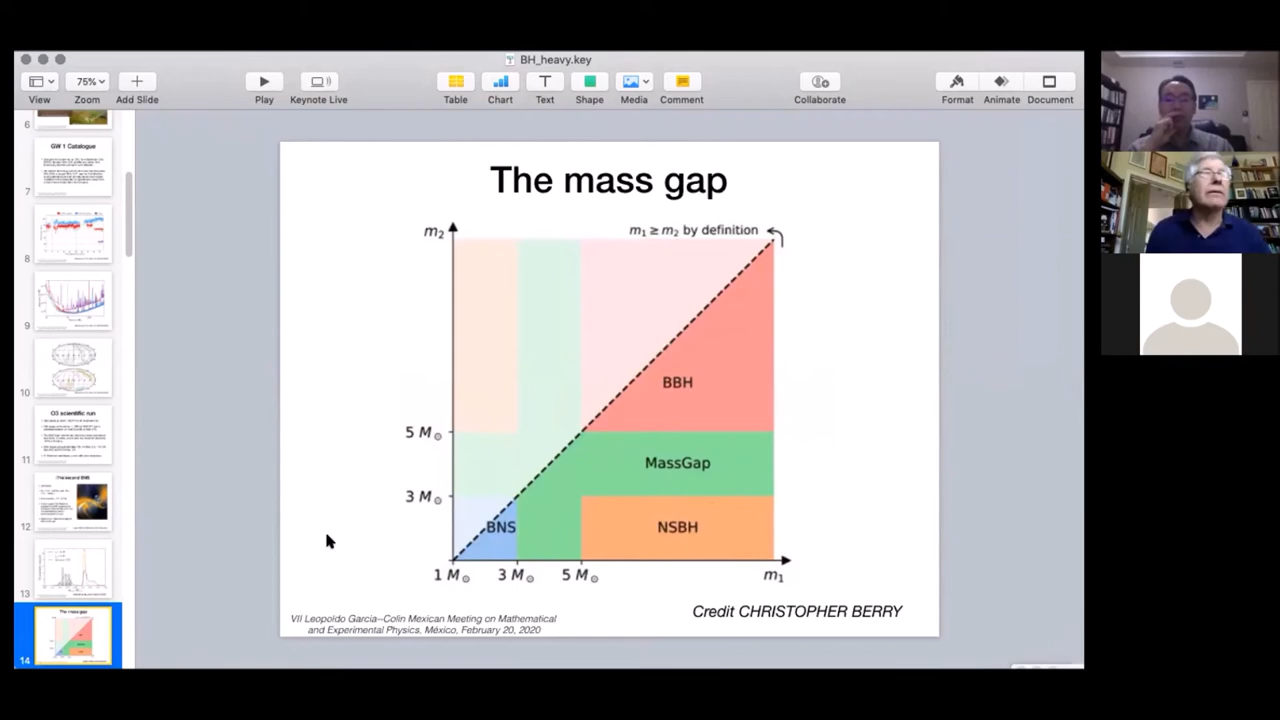 BH_heavy.key
75%
View
Zoom
Add Slide
Play
Keynote Live
Table
Chart
Text
Shape
Media
Comment
Collaborate
Format
Animate
Document
6
GW 1 Catalogue
7
8
9
10
O3 scientific run
11
The second BNS
12
13
The mass gap
14
The mass gap
m₂
m₁ ≥ m₂ by definition
BBH
5 M⊙
MassGap
3 M⊙
BNS
NSBH
1 M⊙
3 M⊙
5 M⊙
m₁
Credit CHRISTOPHER BERRY
VII Leopoldo Garcia--Colin Mexican Meeting on Mathematical
and Experimental Physics, México, February 20, 2020